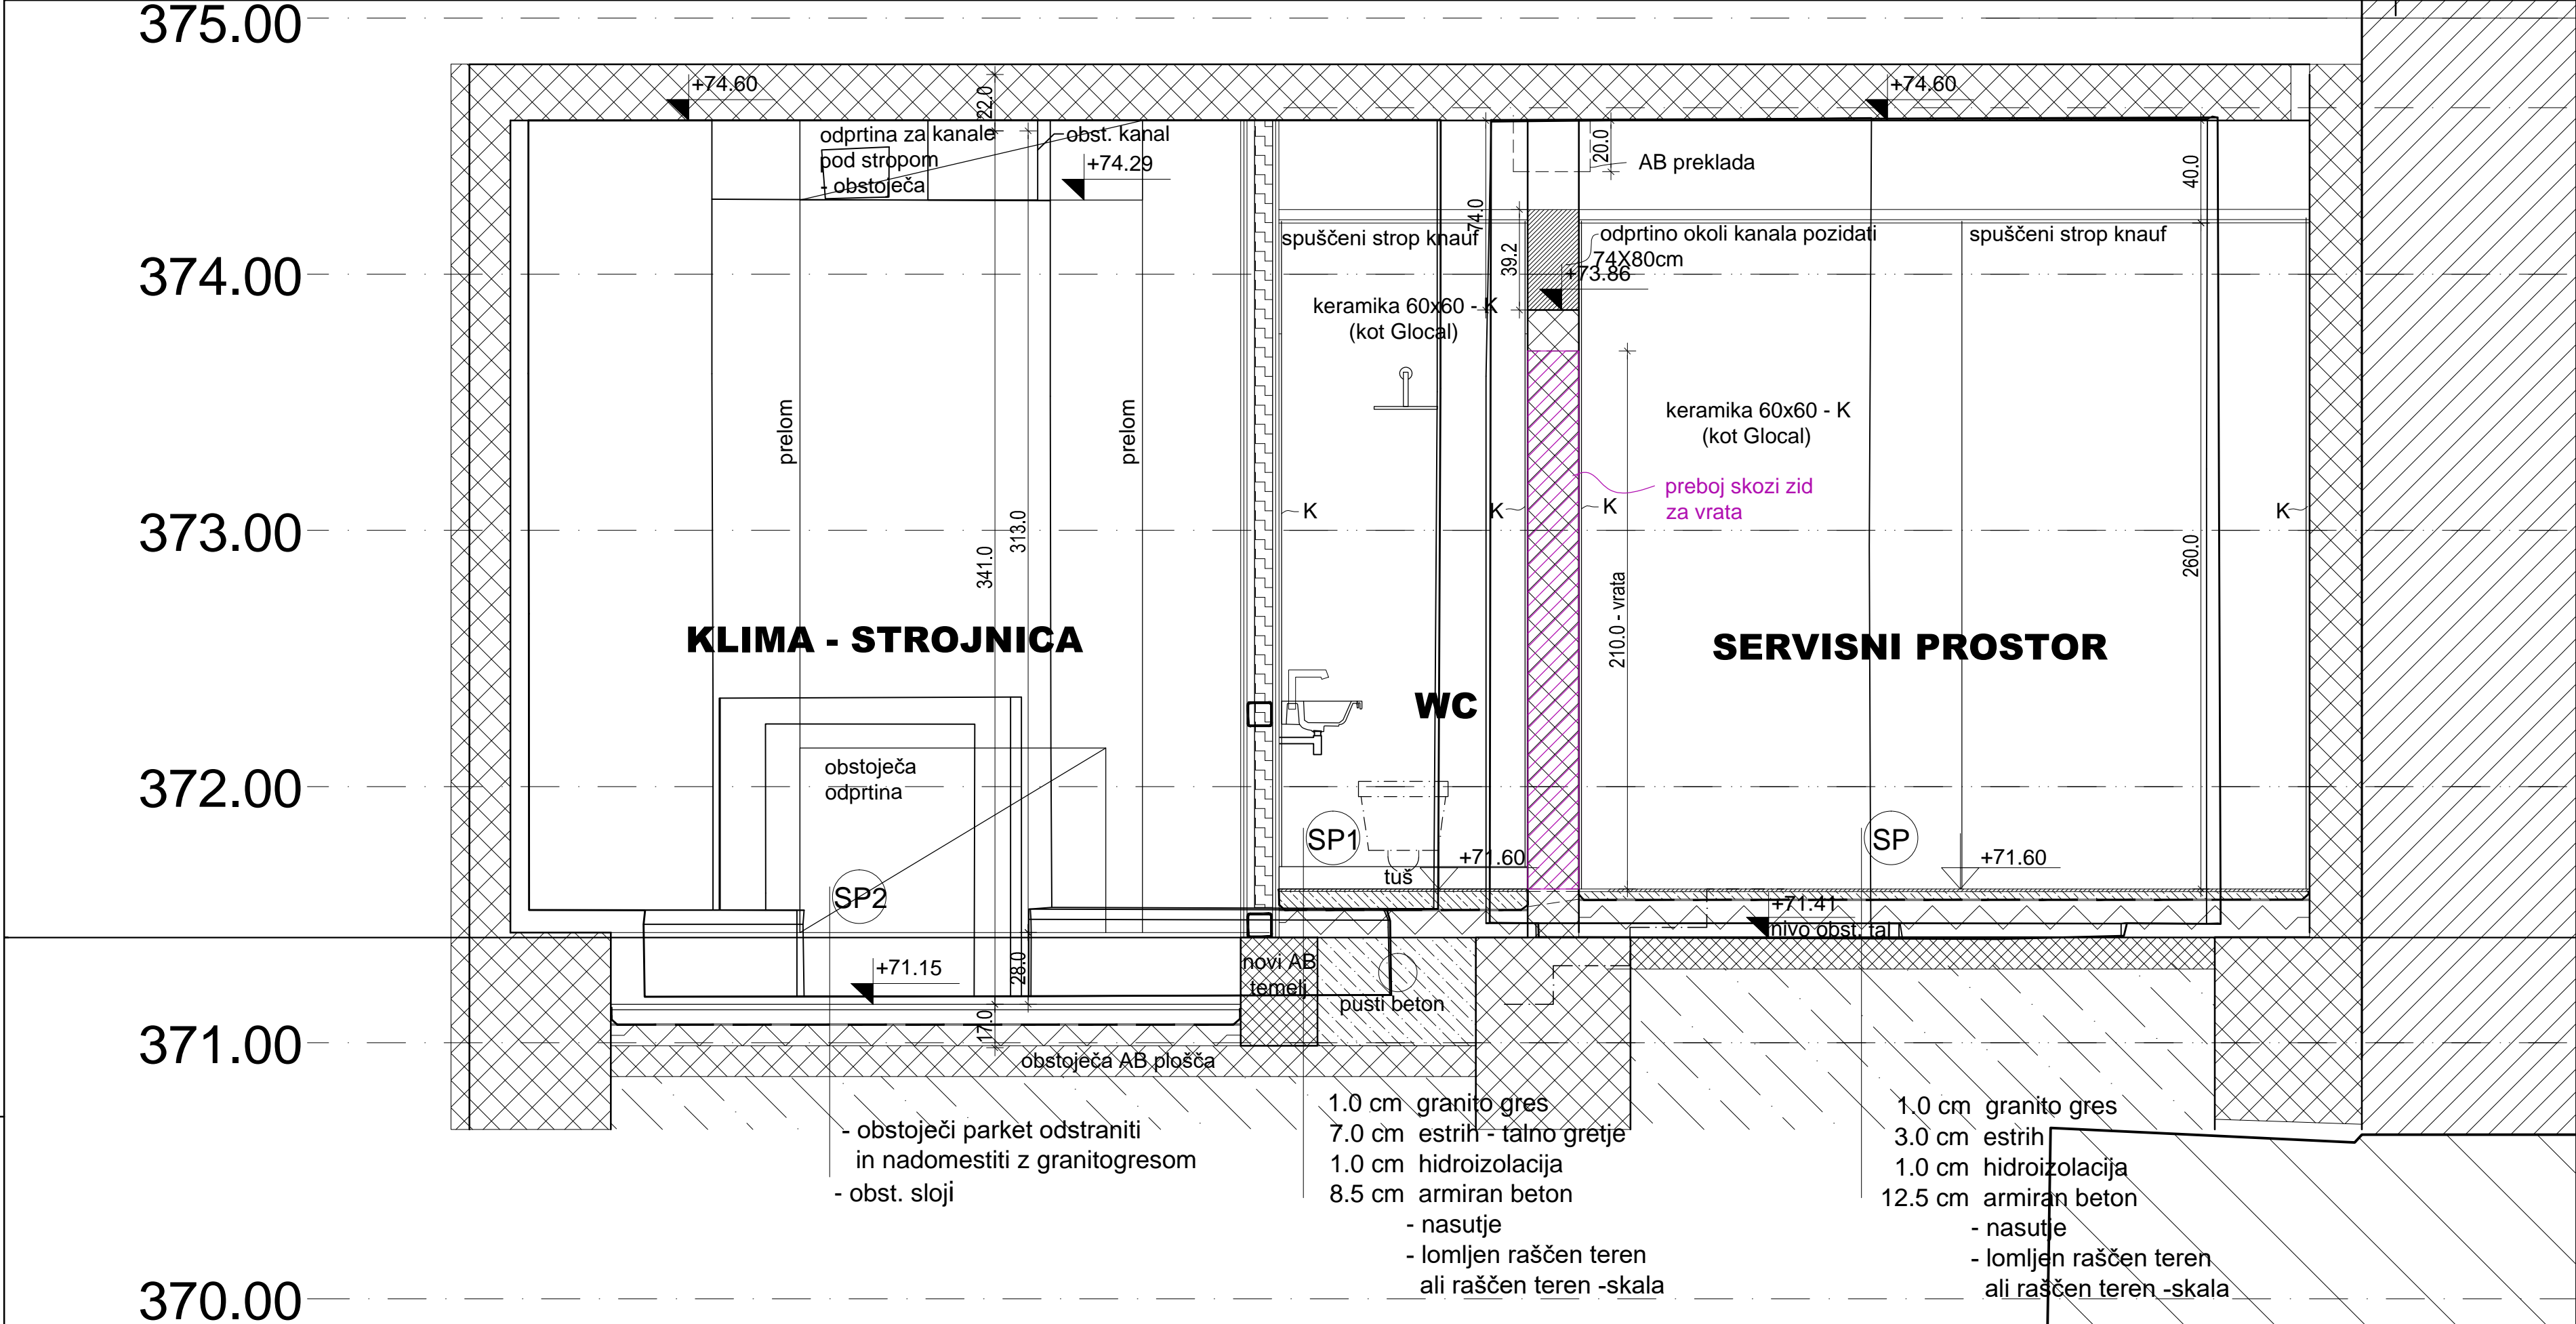 375.00
+74.60
22.0
+74.60
odprtina za kanale
pod stropom
- obstoječa
obst. kanal
+74.29
20.0
AB preklada
40.0
74.0
39.2
spuščeni strop knauf
odprtino okoli kanala pozidati
74X80cm
+73.86
spuščeni strop knauf
374.00
keramika 60x60 - K
(kot Glocal)
prelom
prelom
keramika 60x60 - K
(kot Glocal)
preboj skozi zid
za vrata
K
K
K
K
373.00
341.0
313.0
260.0
210.0 - vrata
KLIMA - STROJNICA
SERVISNI PROSTOR
WC
obstoječa
odprtina
372.00
SP1
SP
+71.60
+71.60
tuš
SP2
+71.41
nivo obst. tal
novi AB
temelj
+71.15
28.0
pusti beton
17.0
371.00
obstoječa AB plošča
- obstoječi parket odstraniti
in nadomestiti z granitogresom
- obst. sloji
1.0 cm granito gres
7.0 cm estrih - talno gretje
1.0 cm hidroizolacija
8.5 cm armiran beton
- nasutje
- lomljen raščen teren
ali raščen teren -skala
1.0 cm granito gres
3.0 cm estrih
1.0 cm hidroizolacija
12.5 cm armiran beton
- nasutje
- lomljen raščen teren
ali raščen teren -skala
370.00